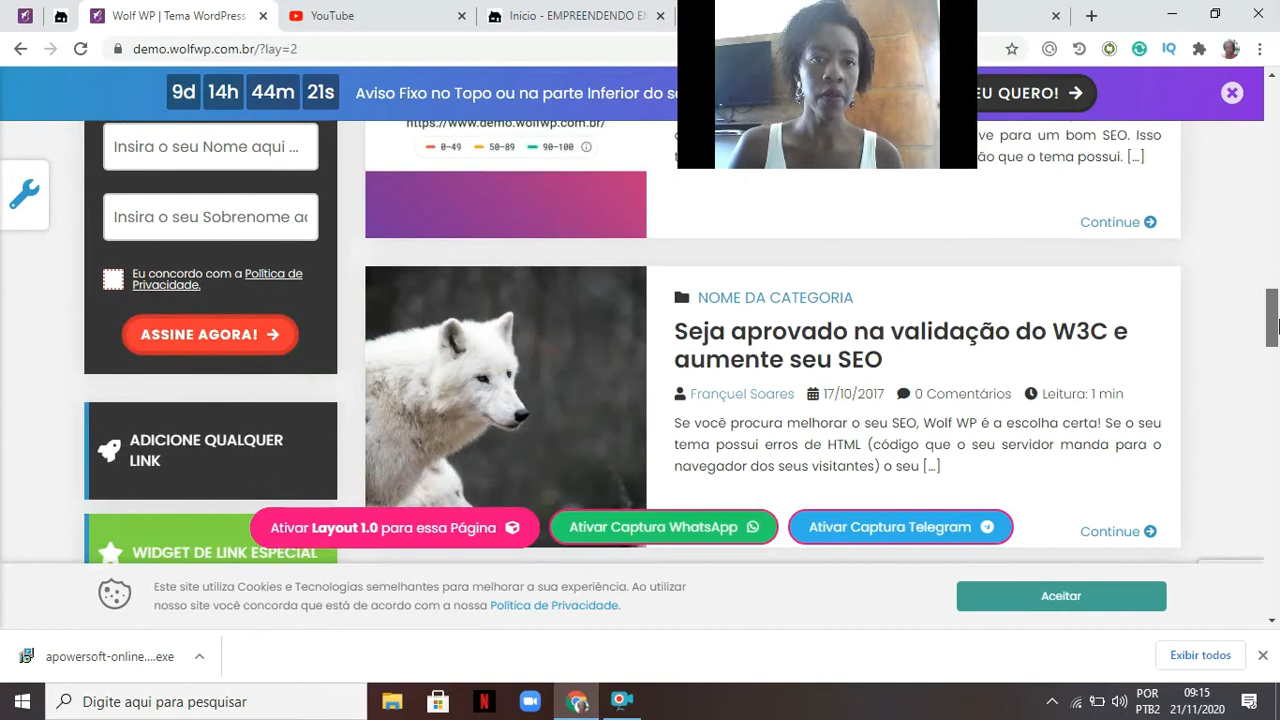 Wolf WP | Tema WordPress
YouTube
Inicio - EMPREENDENDO E
demo.wolfwp.com.br/?lay=2
IQ
9d 14h 44m 21s
Aviso Fixo no Topo ou na parte Inferior do
EU QUERO!
Insira o seu Nome aqui ...
Insira o seu Sobrenome
Eu concordo com a Política de
Privacidade.
ASSINE AGORA!
ADICIONE QUALQUER
LINK
WIDGET DE LINK ESPECIAL
https://www.demo.wolfwp.com.br/
0-49 50-89 90-100
para um bom SEO. Isso
que o tema possui. [...]
Continue
NOME DA CATEGORIA
Seja aprovado na validação do W3C e
aumente seu SEO
Françuel Soares 17/10/2017 0 Comentários Leitura: 1 min
Se você procura melhorar o seu SEO, Wolf WP é a escolha certa! Se o seu
tema possui erros de HTML (código que o seu servidor manda para o
navegador dos seus visitantes) o seu [...]
Continue
Ativar Layout 1.0 para essa Página
Ativar Captura WhatsApp
Ativar Captura Telegram
Este site utiliza Cookies e Tecnologias semelhantes para melhorar a sua experiência. Ao utilizar
nosso site você concorda que está de acordo com a nossa Política de Privacidade.
Aceitar
apowersoft-online....exe
Exibir todos
Digite aqui para pesquisar
POR
PTB2
09:15
21/11/2020